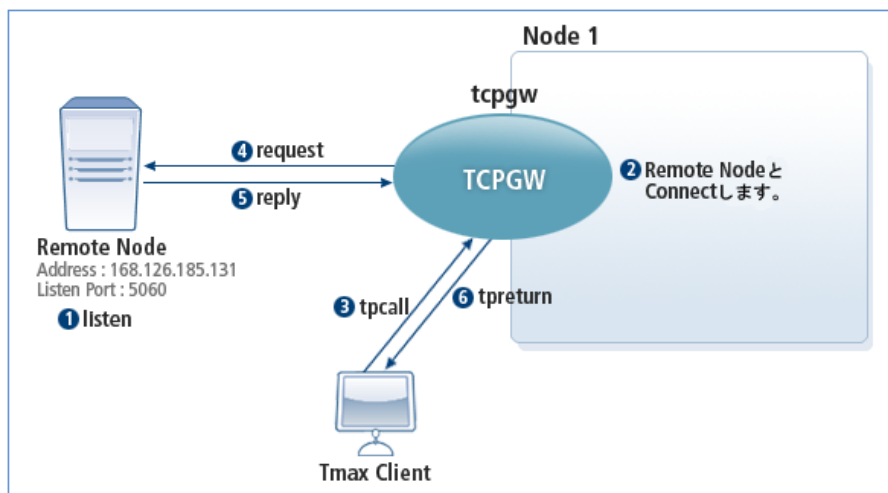 Node 1
tcpgw
TCPGW
❹ request
❺ reply
❷ Remote Nodeと
Connectします。
Remote Node
Address : 168.126.185.131
Listen Port : 5060
❶ listen
❸ tpcall
❻ tpreturn
Tmax Client